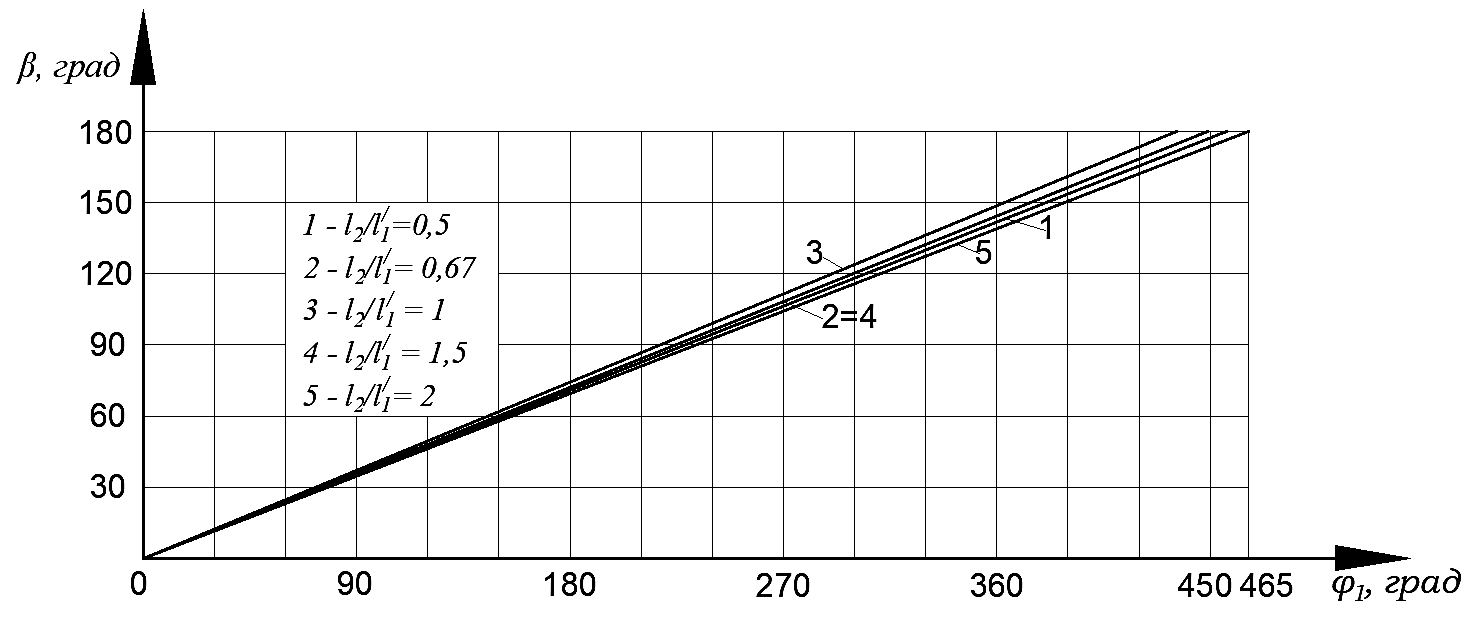 β, град
180
150
1 - l₂/l₁′=0,5
2 - l₂/l₁′= 0,67
3 - l₂/l₁′ = 1
4 - l₂/l₁′ = 1,5
5 - l₂/l₁′= 2
1
3
5
120
2=4
90
60
30
0 90 180 270 360 450 465 φ₁, град